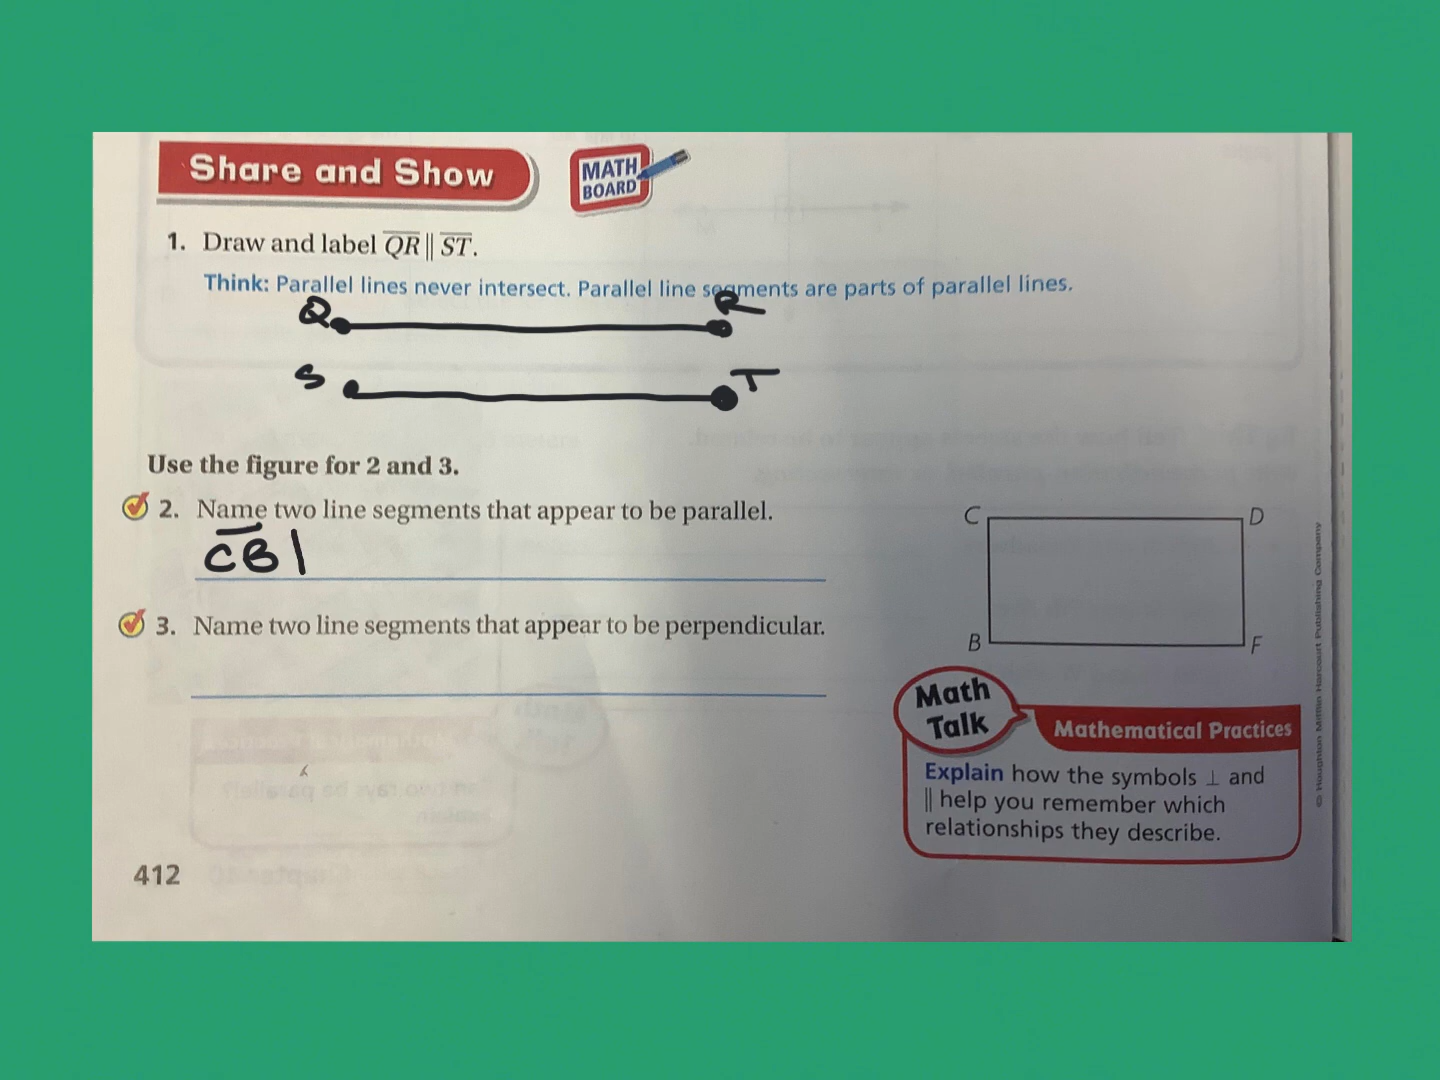 Share and Show
MATH
BOARD
1. Draw and label QR || ST.
Think: Parallel lines never intersect. Parallel line segments are parts of parallel lines.
Q R
S T
Use the figure for 2 and 3.
2. Name two line segments that appear to be parallel.
CB |
3. Name two line segments that appear to be perpendicular.
C D
B F
Math
Talk
Mathematical Practices
Explain how the symbols ⊥ and
|| help you remember which
relationships they describe.
412
© Houghton Mifflin Harcourt Publishing Company